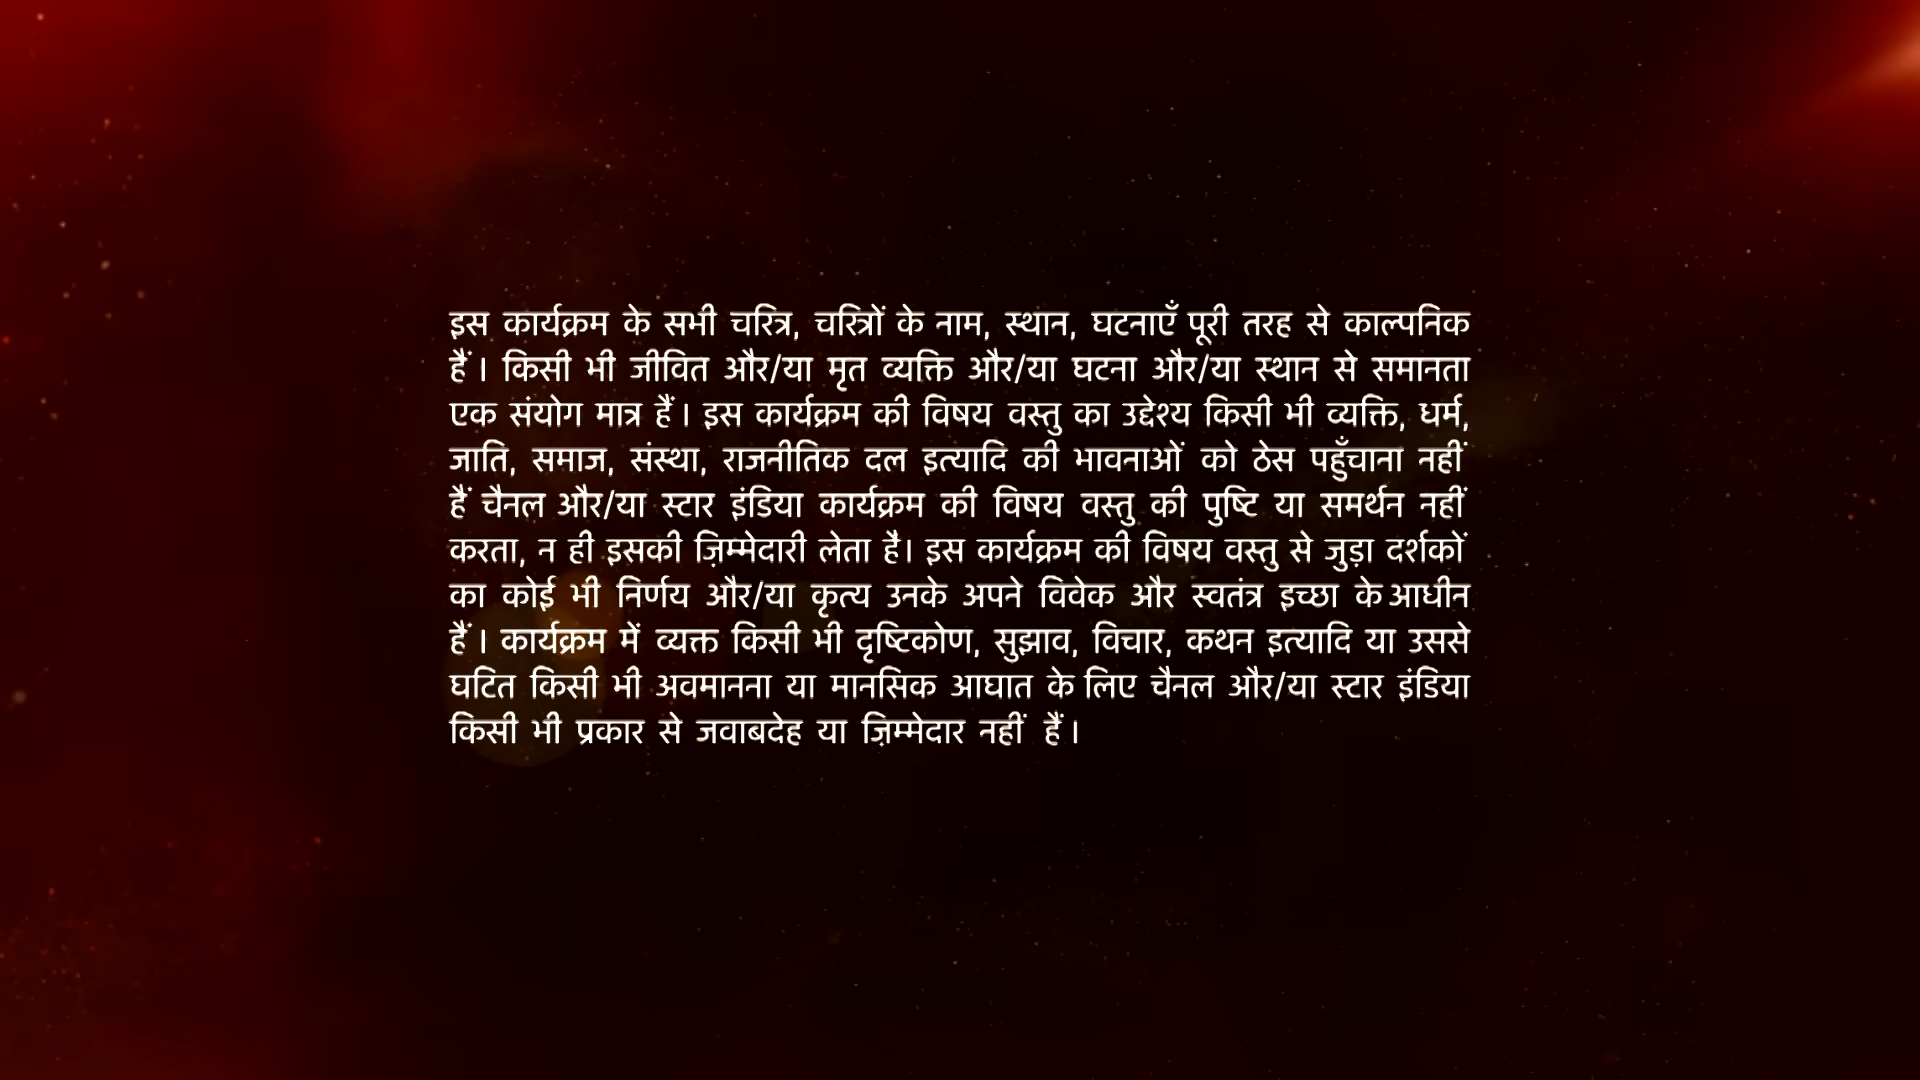 इस कार्यक्रम के सभी चरित्र, चरित्रों के नाम, स्थान, घटनाएँ पूरी तरह से काल्पनिक
हैं । किसी भी जीवित और/या मृत व्यक्ति और/या घटना और/या स्थान से समानता
एक संयोग मात्र हैं । इस कार्यक्रम की विषय वस्तु का उद्देश्य किसी भी व्यक्ति, धर्म,
जाति, समाज, संस्था, राजनीतिक दल इत्यादि की भावनाओं को ठेस पहुँचाना नहीं
हैं चैनल और/या स्टार इंडिया कार्यक्रम की विषय वस्तु की पुष्टि या समर्थन नहीं
करता, न ही इसकी ज़िम्मेदारी लेता है। इस कार्यक्रम की विषय वस्तु से जुड़ा दर्शकों
का कोई भी निर्णय और/या कृत्य उनके अपने विवेक और स्वतंत्र इच्छा के आधीन
हैं । कार्यक्रम में व्यक्त किसी भी दृष्टिकोण, सुझाव, विचार, कथन इत्यादि या उससे
घटित किसी भी अवमानना या मानसिक आघात के लिए चैनल और/या स्टार इंडिया
किसी भी प्रकार से जवाबदेह या ज़िम्मेदार नहीं हैं ।